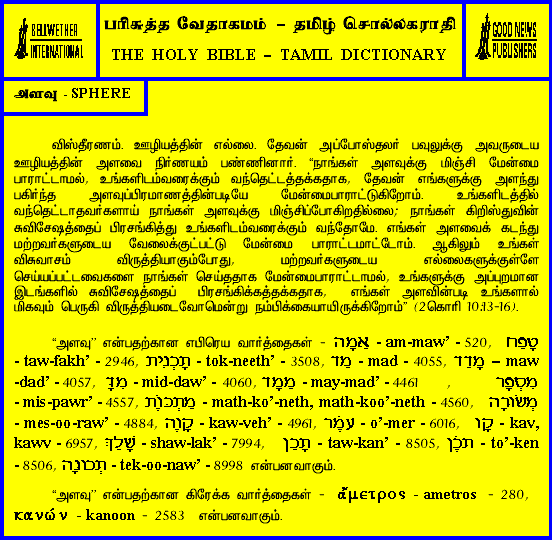 BELLWETHER
INTERNATIONAL
பரிசுத்த வேதாகமம் – தமிழ் சொல்லகராதி
THE HOLY BIBLE – TAMIL DICTIONARY
GOOD NEWS
PUBLISHERS
அளவு - SPHERE
விஸ்தீரணம். ஊழியத்தின் எல்லை. தேவன் அப்போஸ்தலர் பவுலுக்கு அவருடைய
ஊழியத்தின் அளவை நிர்ணயம் பண்ணினார். “நாங்கள் அளவுக்கு மிஞ்சி மேன்மை
பாராட்டாமல், உங்களிடம்வரைக்கும் வந்தெட்டத்தக்கதாக, தேவன் எங்களுக்கு அளந்து
பகிர்ந்த அளவுப்பிரமாணத்தின்படியே மேன்மைபாராட்டுகிறோம். உங்களிடத்தில்
வந்தெட்டாதவர்களாய் நாங்கள் அளவுக்கு மிஞ்சிப்போகிறதில்லை; நாங்கள் கிறிஸ்துவின்
சுவிசேஷத்தைப் பிரசங்கித்து உங்களிடம்வரைக்கும் வந்தோமே. எங்கள் அளவைக் கடந்து
மற்றவர்களுடைய வேலைக்குட்பட்டு மேன்மை பாராட்டமாட்டோம். ஆகிலும் உங்கள்
விசுவாசம் விருத்தியாகும்போது, மற்றவர்களுடைய எல்லைகளுக்குள்ளே
செய்யப்பட்டவைகளை நாங்கள் செய்ததாக மேன்மைபாராட்டாமல், உங்களுக்கு அப்புறமான
இடங்களில் சுவிசேஷத்தைப் பிரசங்கிக்கத்தக்கதாக, எங்கள் அளவின்படி உங்களால்
மிகவும் பெருகி விருத்தியடைவோமென்று நம்பிக்கையாயிருக்கிறோம்” (2கொரி 10:13-16).
“அளவு” என்பதற்கான எபிரெய வார்த்தைகள் - אַמָּה - am-maw’ - 520, טֶפַח
- taw-fakh’ - 2946, תָּכְנִית - tok-neeth’ - 3508, מַד - mad - 4055, מָדַד – maw
-dad’ - 4057, מִדָּ - mid-daw’ - 4060, מֵמַד - may-mad’ - 4461 , מִסְפָּר
- mis-pawr’ - 4557, מַתְכֹּנֶת - math-ko’-neth, math-koo’-neth - 4560, מְשׂוּרָה
- mes-oo-raw’ - 4884, קָוֶה - kaw-veh’ - 4961, עֹמֶר - o’-mer - 6016, קָו - kav,
kawv - 6957, שָׁלַךְ - shaw-lak’ - 7994, תָּכַן - taw-kan’ - 8505, תֹּכֶן - to’-ken
- 8506, תְּכוּנָה - tek-oo-naw’ - 8998 என்பனவாகும்.
“அளவு” என்பதற்கான கிரேக்க வார்த்தைகள் - ἄμετρος - ametros - 280,
κανών - kanoon - 2583 என்பனவாகும்.